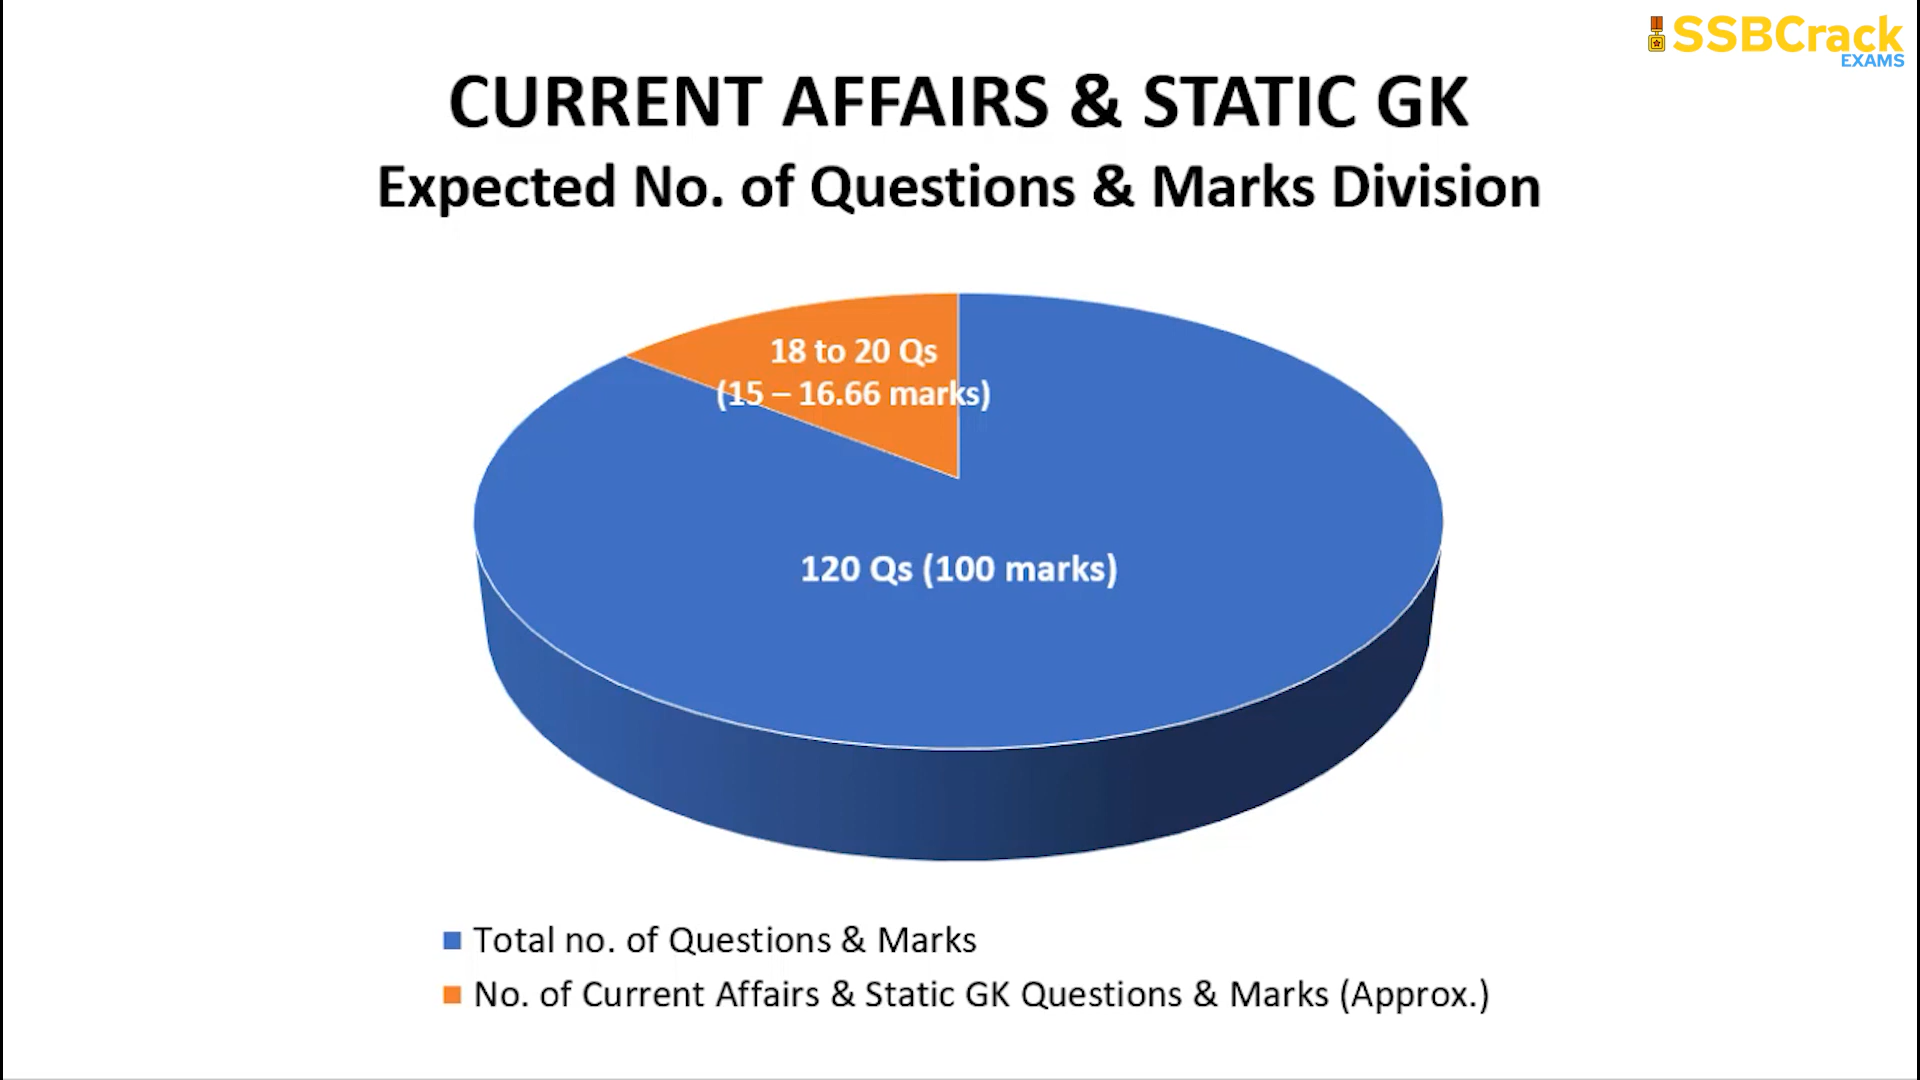 SSBCrack
EXAMS
CURRENT AFFAIRS & STATIC GK
Expected No. of Questions & Marks Division
18 to 20 Qs
(15 – 16.66 marks)
120 Qs (100 marks)
Total no. of Questions & Marks
No. of Current Affairs & Static GK Questions & Marks (Approx.)